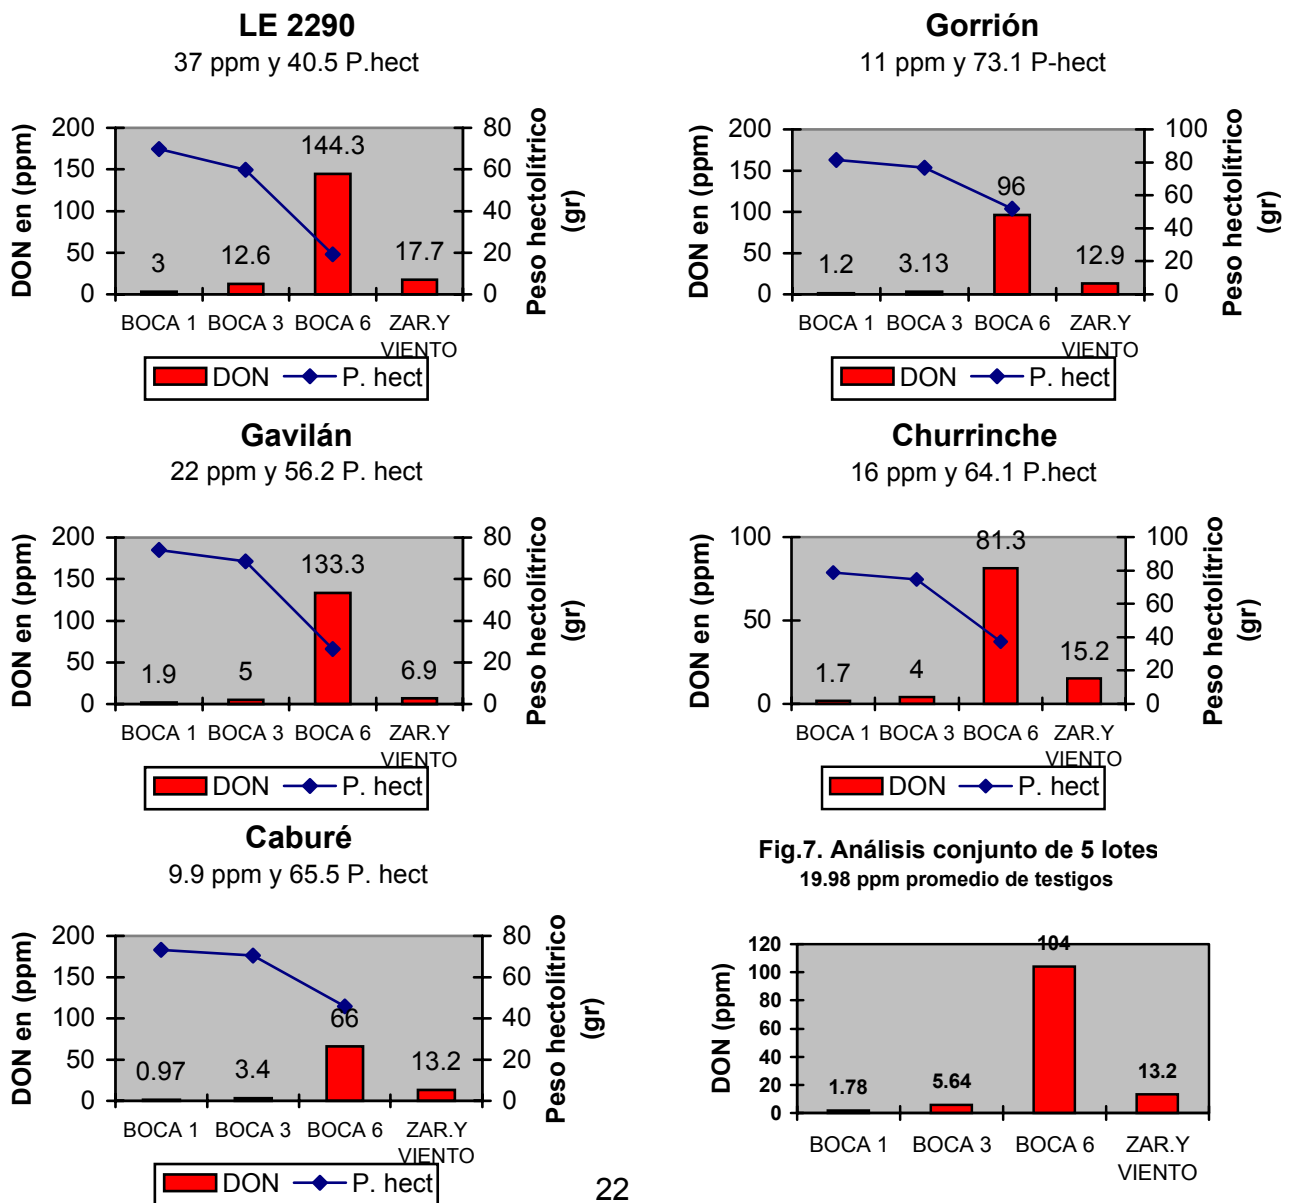 LE 2290
37 ppm y 40.5 P.hect
DON en (ppm)
200
150
100
50
0
3
12.6
144.3
17.7
80
60
40
20
0
Peso hectolítrico
(gr)
BOCA 1 BOCA 3 BOCA 6 ZAR.Y
VIENTO
DON P. hect
Gorrión
11 ppm y 73.1 P-hect
DON en (ppm)
200
150
100
50
0
1.2
3.13
96
12.9
100
80
60
40
20
0
Peso hectolítrico
(gr)
BOCA 1 BOCA 3 BOCA 6 ZAR.Y
VIENTO
DON P. hect
Gavilán
22 ppm y 56.2 P. hect
DON en (ppm)
200
150
100
50
0
1.9
5
133.3
6.9
80
60
40
20
0
Peso hectolítrico
(gr)
BOCA 1 BOCA 3 BOCA 6 ZAR.Y
VIENTO
DON P. hect
Churrinche
16 ppm y 64.1 P.hect
DON en (ppm)
100
50
0
1.7
4
81.3
15.2
100
80
60
40
20
0
Peso hectolítrico
(gr)
BOCA 1 BOCA 3 BOCA 6 ZAR.Y
VIENTO
DON P. hect
Caburé
9.9 ppm y 65.5 P. hect
DON en (ppm)
200
150
100
50
0
0.97
3.4
66
13.2
80
60
40
20
0
Peso hectolítrico
(gr)
BOCA 1 BOCA 3 BOCA 6 ZAR.Y
VIENTO
DON P. hect
Fig.7. Análisis conjunto de 5 lotes
19.98 ppm promedio de testigos
DON (ppm)
120
100
80
60
40
20
0
1.78
5.64
104
13.2
BOCA 1 BOCA 3 BOCA 6 ZAR.Y
VIENTO
22